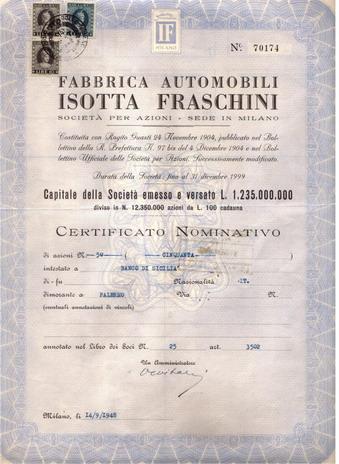 IF
MILANO
N. 70174
FABBRICA AUTOMOBILI
ISOTTA FRASCHINI
SOCIETÀ PER AZIONI - SEDE IN MILANO
Costituita con Rogito Guasti 24 Novembre 1904, pubblicato nel Bol-
lettino della R. Prefettura N. 97 bis del 4 Dicembre 1904 e nel Bol-
lettino Ufficiale delle Società per Azioni. Successivamente modificato.
Durata della Società: fino al 31 dicembre 1999
Capitale della Società emesso e versato L. 1.235.000.000
diviso in N. 12.350.000 azioni da L. 100 cadauna
CERTIFICATO NOMINATIVO
di azioni N. 50 ( CINQUANTA )
intestato a BANCO DI SICILIA
di - fu Nazionalità IT.
dimorante a PALERMO Via N.
(eventuali annotazioni di vincoli)
annotato nel Libro dei Soci N. 25 art. 3502
Un Amministratore
Milano, li 14/9/1948